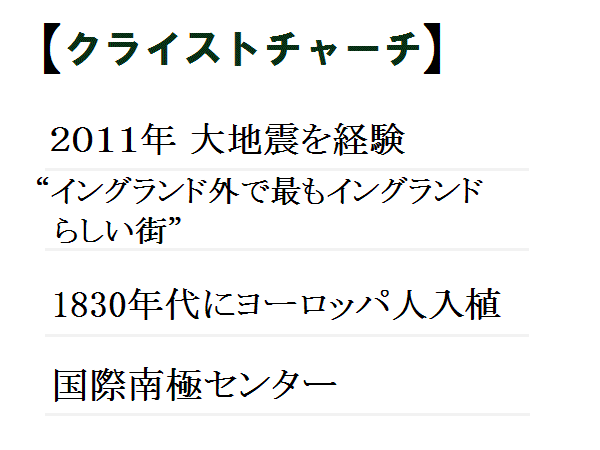 【クライストチャーチ】
２０１１年 大地震を経験
“イングランド外で最もイングランド
らしい街”
1830年代にヨーロッパ人入植
国際南極センター